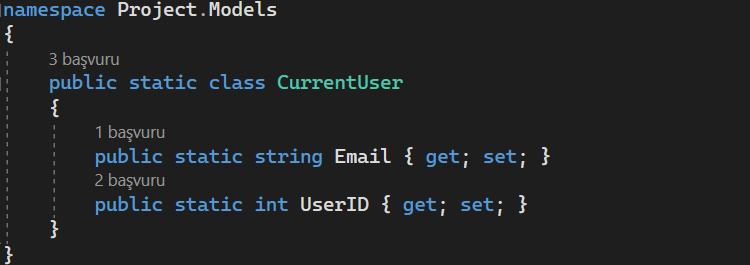 namespace Project.Models
{
3 başvuru
public static class CurrentUser
{
1 başvuru
public static string Email { get; set; }
2 başvuru
public static int UserID { get; set; }
}
}